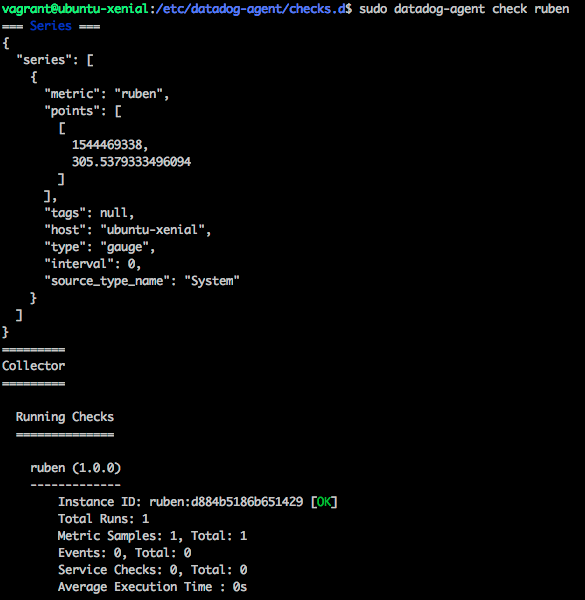 vagrant@ubuntu-xenial:/etc/datadog-agent/checks.d$ sudo datadog-agent check ruben
=== Series ===
{
  "series": [
    {
      "metric": "ruben",
      "points": [
        [
          1544469338,
          305.5379333496094
        ]
      ],
      "tags": null,
      "host": "ubuntu-xenial",
      "type": "gauge",
      "interval": 0,
      "source_type_name": "System"
    }
  ]
}
=========
Collector
=========

  Running Checks
  ==============

    ruben (1.0.0)
    -------------
        Instance ID: ruben:d884b5186b651429 [OK]
        Total Runs: 1
        Metric Samples: 1, Total: 1
        Events: 0, Total: 0
        Service Checks: 0, Total: 0
        Average Execution Time : 0s